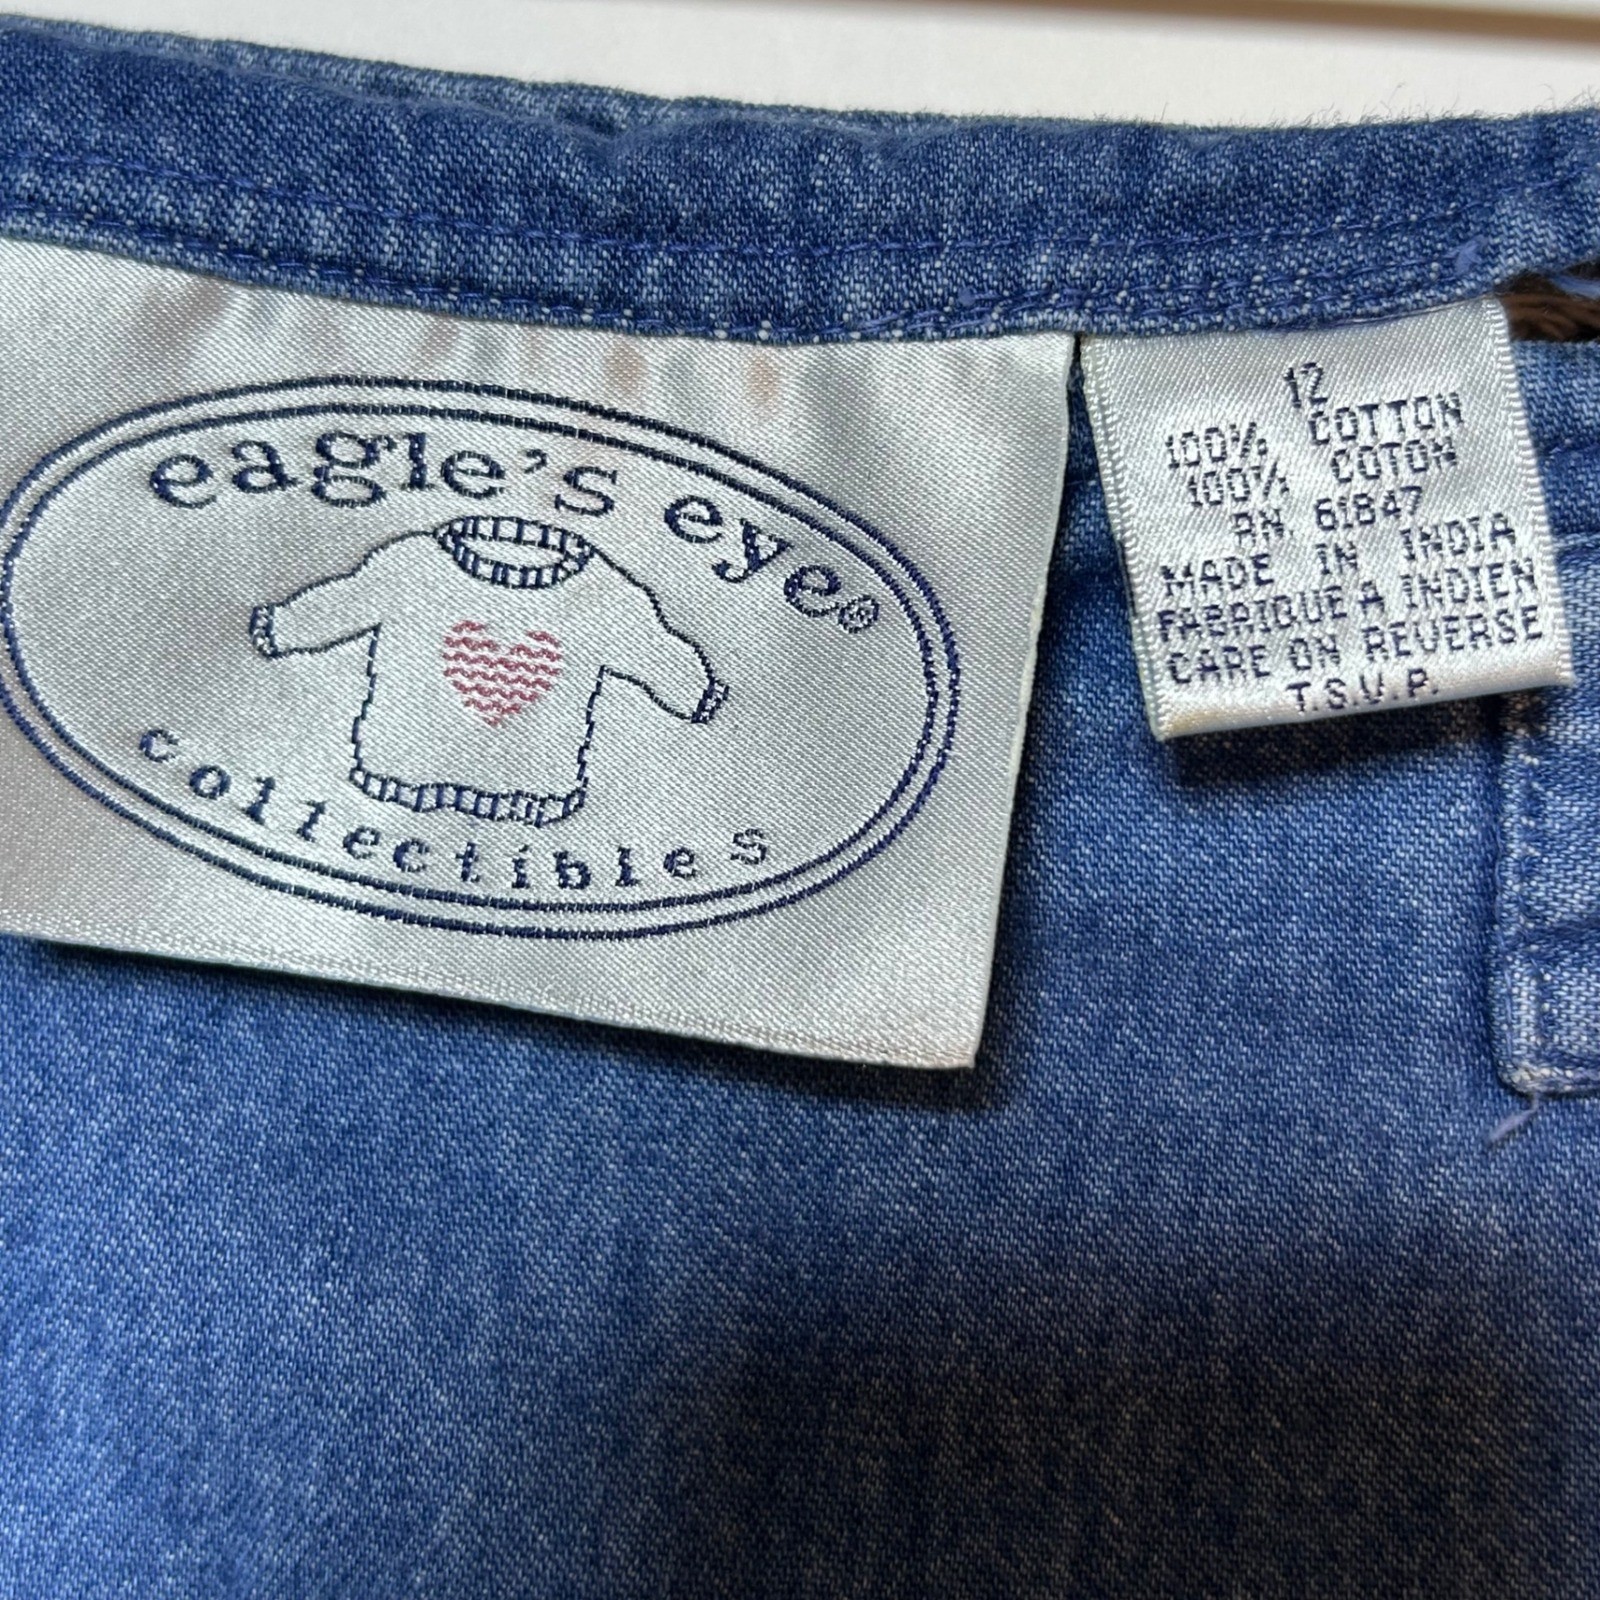 eagle's eye®
collectibles
12
100% COTTON
100% COTON
RN 61847
MADE IN INDIA
FABRIQUE A INDIEN
CARE ON REVERSE
T.S.V.P.